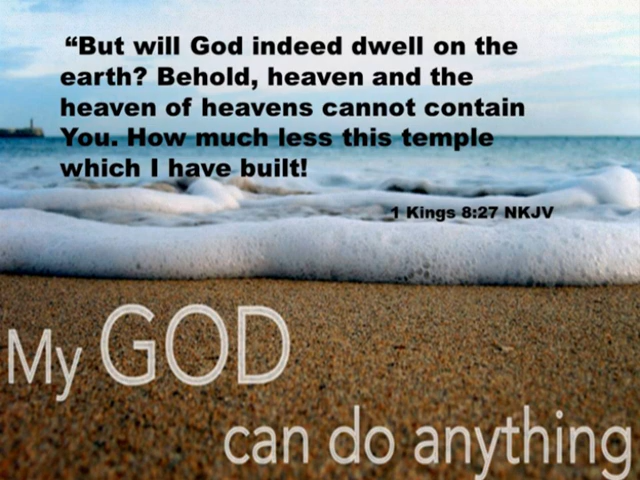 “But will God indeed dwell on the
earth? Behold, heaven and the
heaven of heavens cannot contain
You. How much less this temple
which I have built!
1 Kings 8:27 NKJV
My GOD
can do anything